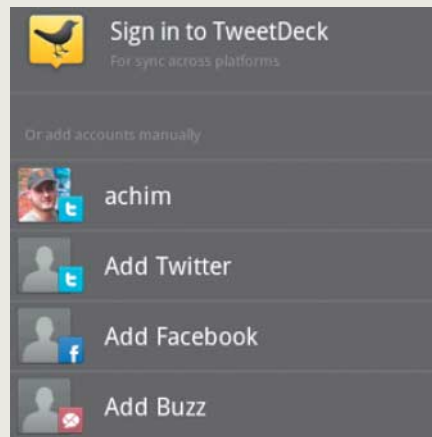 Sign in to TweetDeck
For sync across platforms
Or add accounts manually
achim
Add Twitter
Add Facebook
Add Buzz